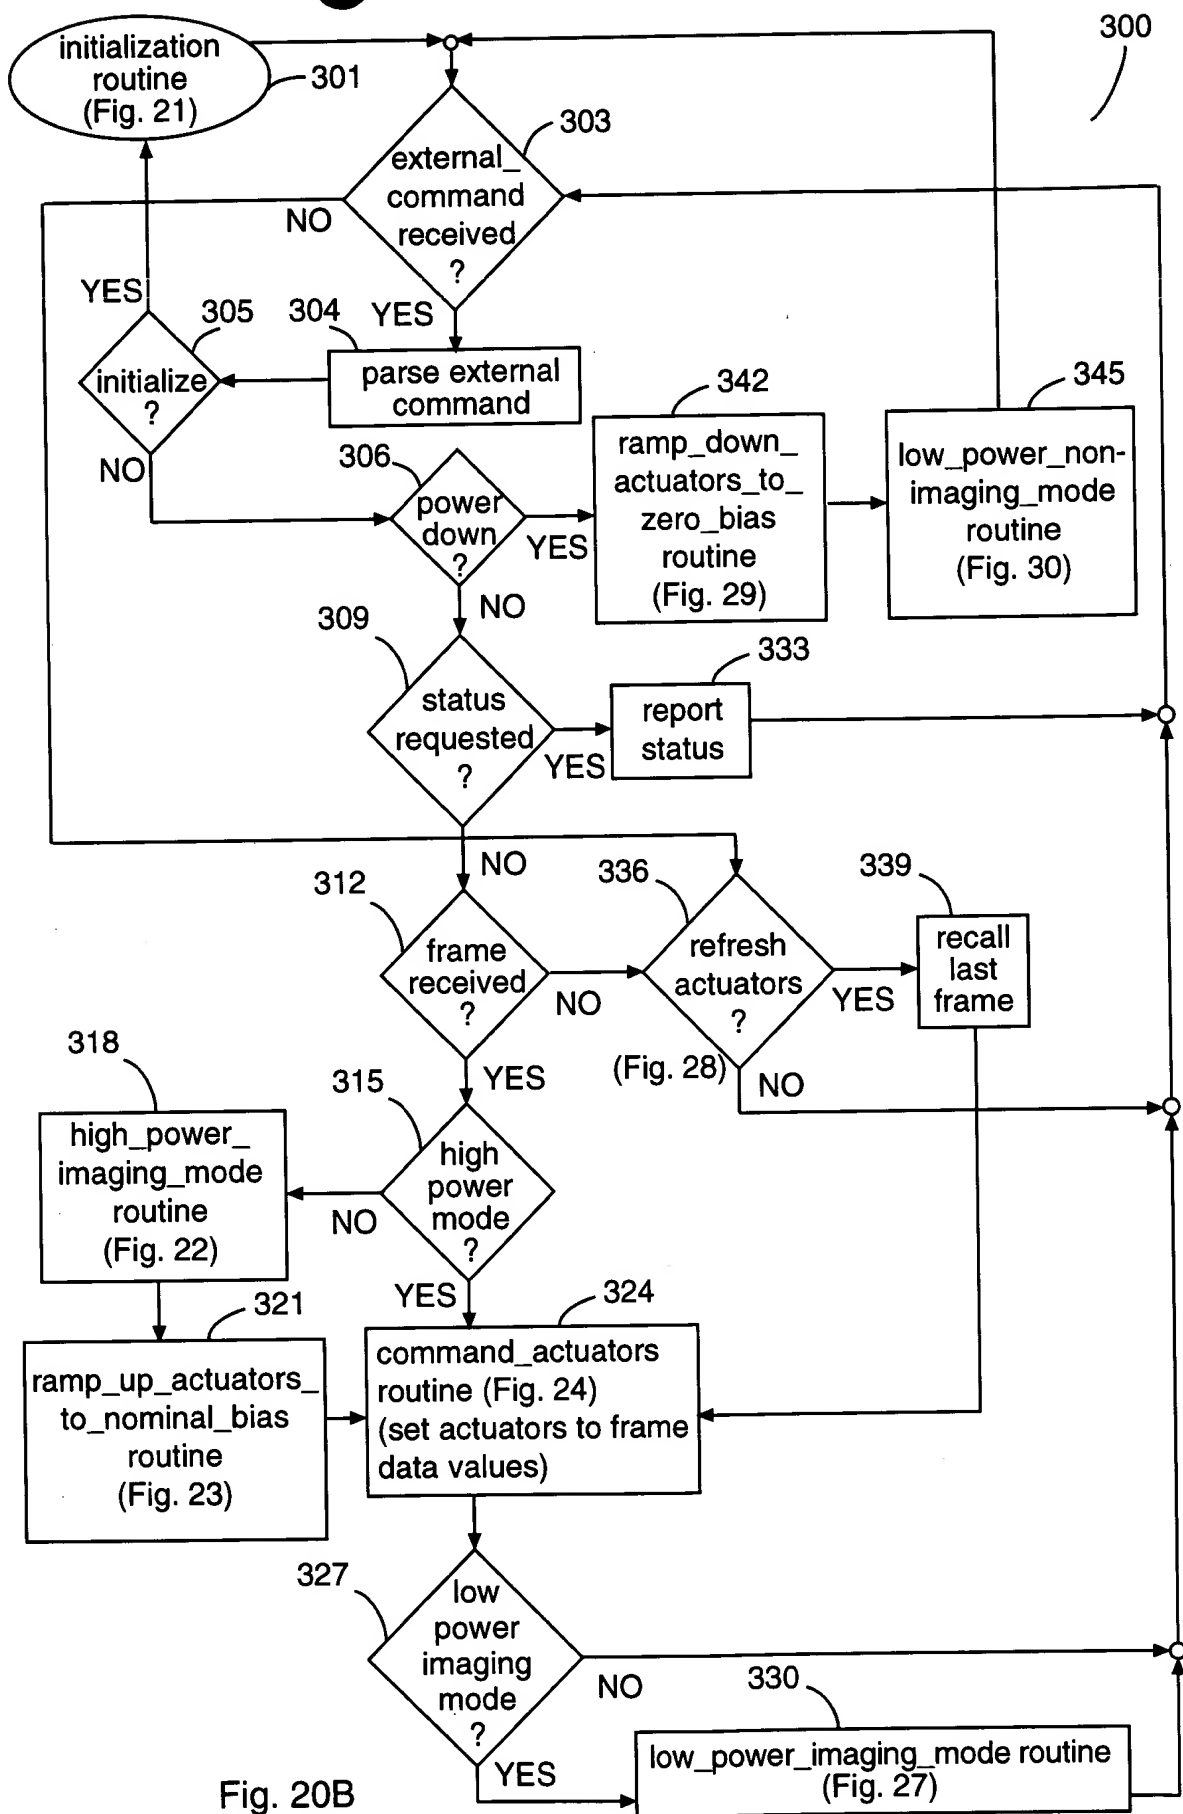 300
initialization
routine
(Fig. 21)
301
303
external_
command
received
?
NO
YES
YES
305
304
initialize
?
parse external
command
342
345
NO
306
power
down
?
YES
ramp_down_
actuators_to_
zero_bias
routine
(Fig. 29)
low_power_non-
imaging_mode
routine
(Fig. 30)
NO
309
333
status
requested
?
YES
report
status
NO
312
336
339
frame
received
?
NO
refresh
actuators
?
YES
recall
last
frame
(Fig. 28)
NO
318
315
YES
high_power_
imaging_mode
routine
(Fig. 22)
high
power
mode
?
NO
YES
321
324
ramp_up_actuators_
to_nominal_bias
routine
(Fig. 23)
command_actuators
routine (Fig. 24)
(set actuators to frame
data values)
327
low
power
imaging
mode
?
NO
330
YES
low_power_imaging_mode routine
(Fig. 27)
Fig. 20B